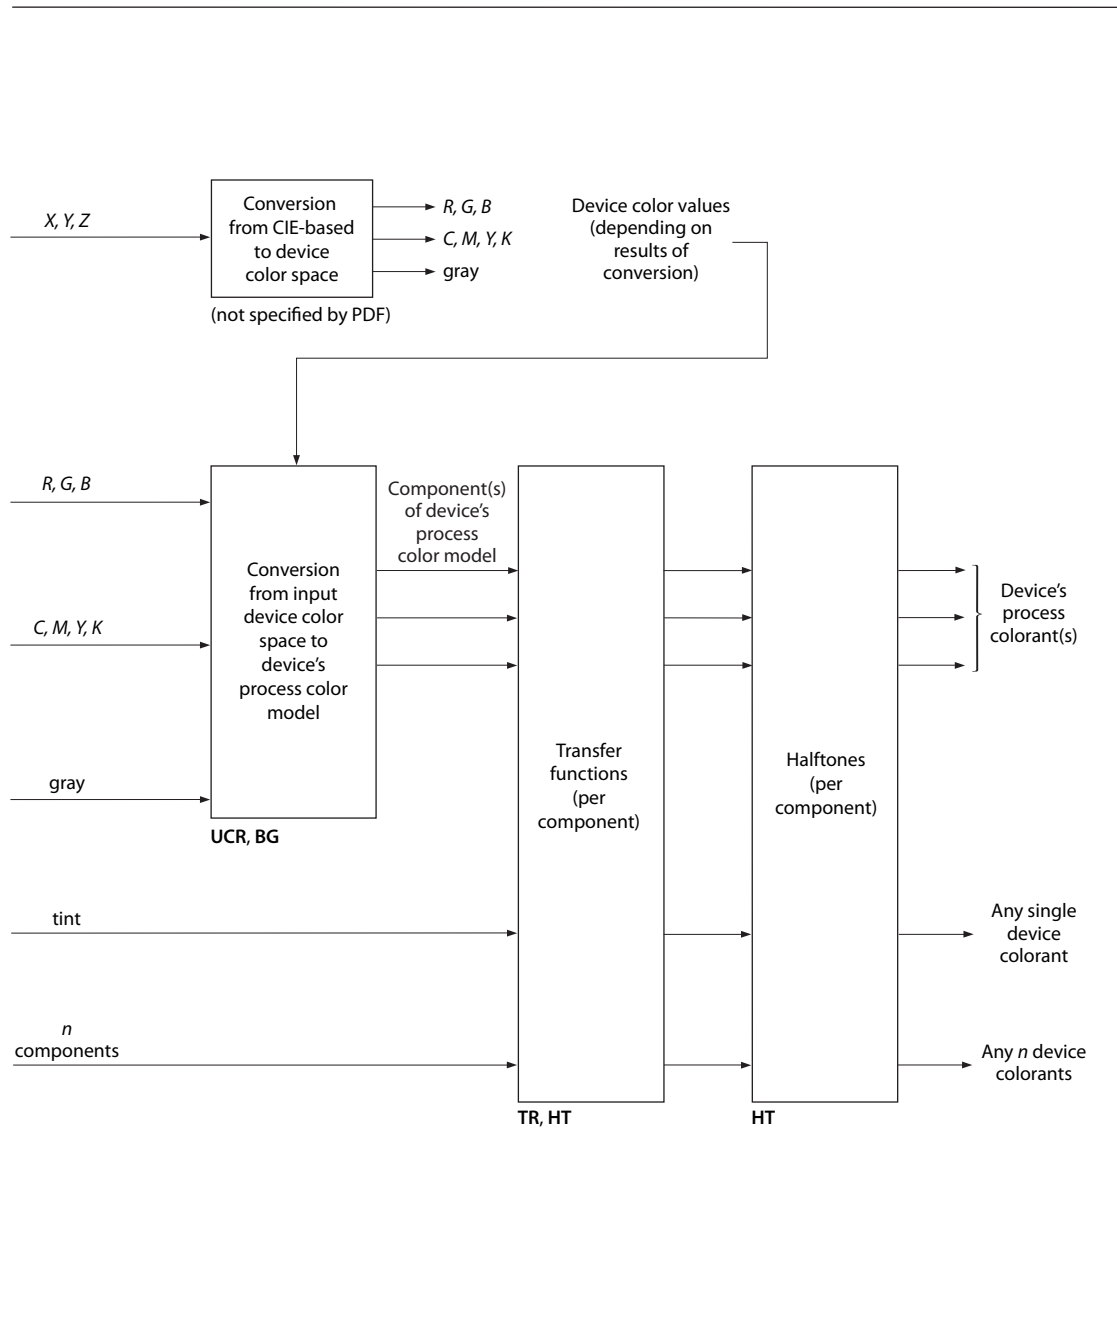 X, Y, Z
Conversion
from CIE-based
to device
color space
(not specified by PDF)
R, G, B
C, M, Y, K
gray
Device color values
(depending on
results of
conversion)
R, G, B
C, M, Y, K
gray
Conversion
from input
device color
space to
device’s
process color
model
UCR, BG
Component(s)
of device’s
process
color model
Transfer
functions
(per
component)
TR, HT
Halftones
(per
component)
HT
Device’s
process
colorant(s)
tint
Any single
device
colorant
n
components
Any n device
colorants